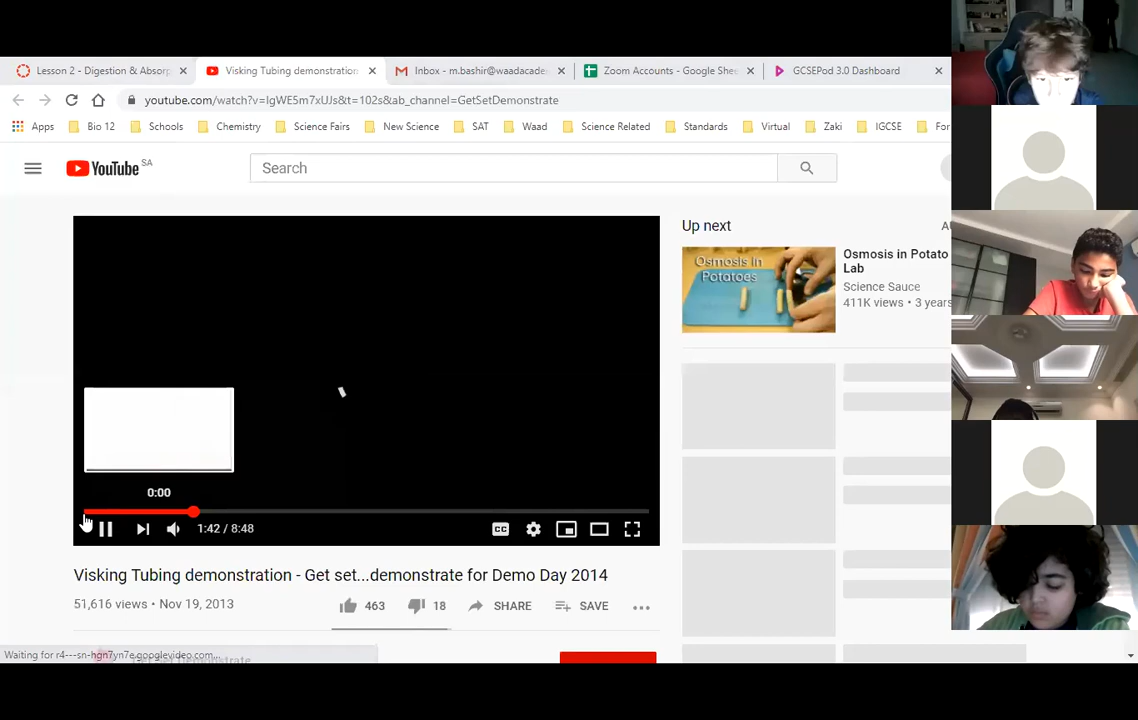 Lesson 2 - Digestion & Absorp
Visking Tubing demonstration
Inbox - m.bashir@waadacade
Zoom Accounts - Google Shee
GCSEPod 3.0 Dashboard
youtube.com/watch?v=IgWE5m7xUJs&t=102s&ab_channel=GetSetDemonstrate
Apps
Bio 12
Schools
Chemistry
Science Fairs
New Science
SAT
Waad
Science Related
Standards
Virtual
Zaki
IGCSE
For
YouTube SA
Search
Up next
AU
Osmosis in
Potatoes
Osmosis in Potato
Lab
Science Sauce
411K views • 3 years
0:00
1:42 / 8:48
CC
Visking Tubing demonstration - Get set...demonstrate for Demo Day 2014
51,616 views • Nov 19, 2013
463
18
SHARE
SAVE
Waiting for r4---sn-hgn7yn7e.googlevideo.com...